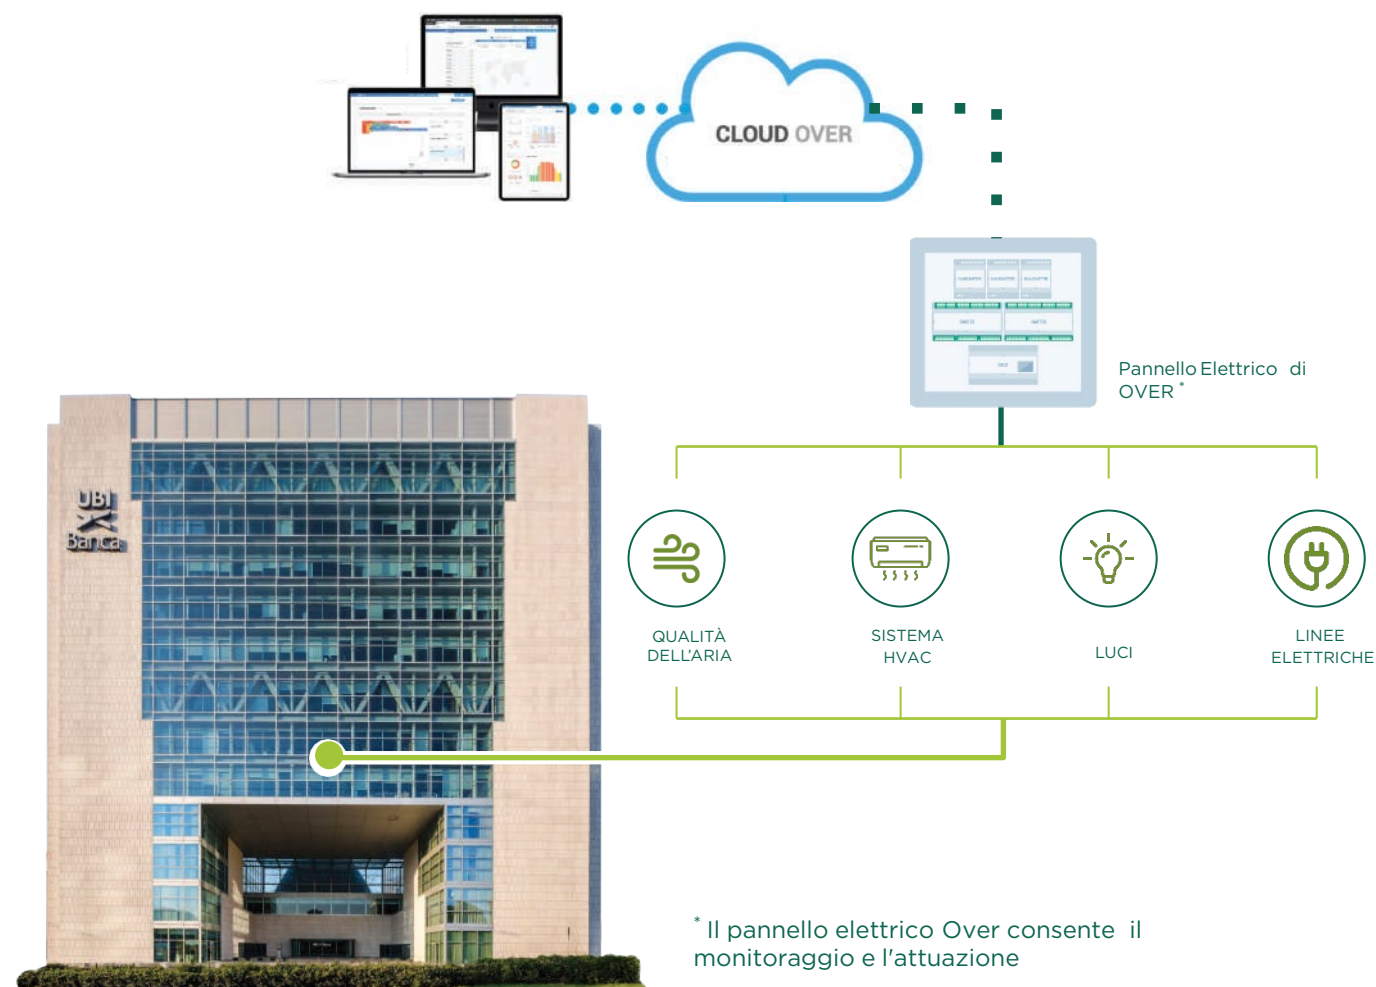 CLOUD OVER
Pannello Elettrico di
OVER *
UBI
Banca
QUALITÀ
DELL'ARIA
SISTEMA
HVAC
LUCI
LINEE
ELETTRICHE
* Il pannello elettrico Over consente il
monitoraggio e l'attuazione